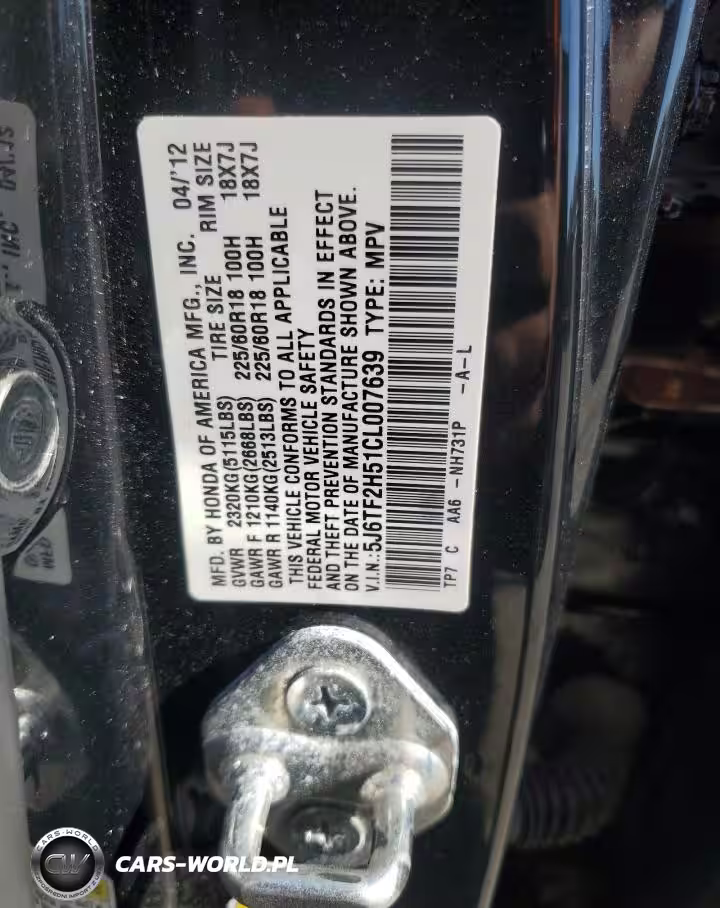 MFD. BY HONDA OF AMERICA MFG., INC. 04/'12
TIRE SIZE RIM SIZE
GVWR 2320KG(5115LBS)
GAWR F 1210KG(2668LBS) 225/60R18 100H 18X7J
GAWR R 1140KG(2513LBS) 225/60R18 100H 18X7J
THIS VEHICLE CONFORMS TO ALL APPLICABLE
FEDERAL MOTOR VEHICLE SAFETY
AND THEFT PREVENTION STANDARDS IN EFFECT
ON THE DATE OF MANUFACTURE SHOWN ABOVE.
V.I.N.:5J6TF2H51CL007639 TYPE: MPV
TP7 C AA6 -NH731P -A-L
CARS-WORLD
CW
CARS-WORLD.PL